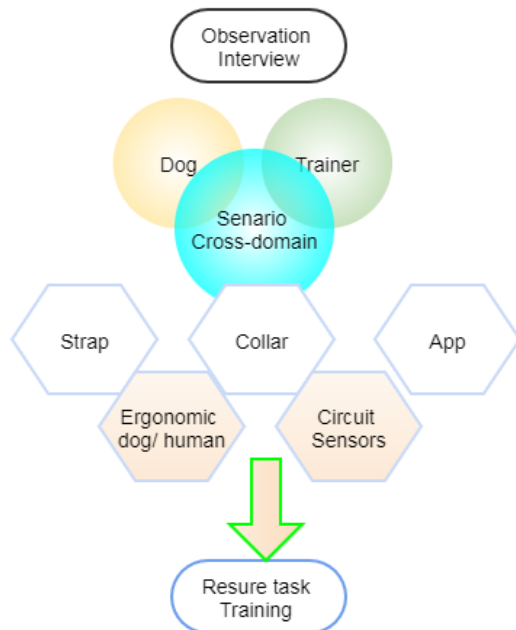 Observation
Interview
Dog
Trainer
Senario
Cross-domain
Strap
Collar
App
Ergonomic
dog/ human
Circuit
Sensors
Resure task
Training